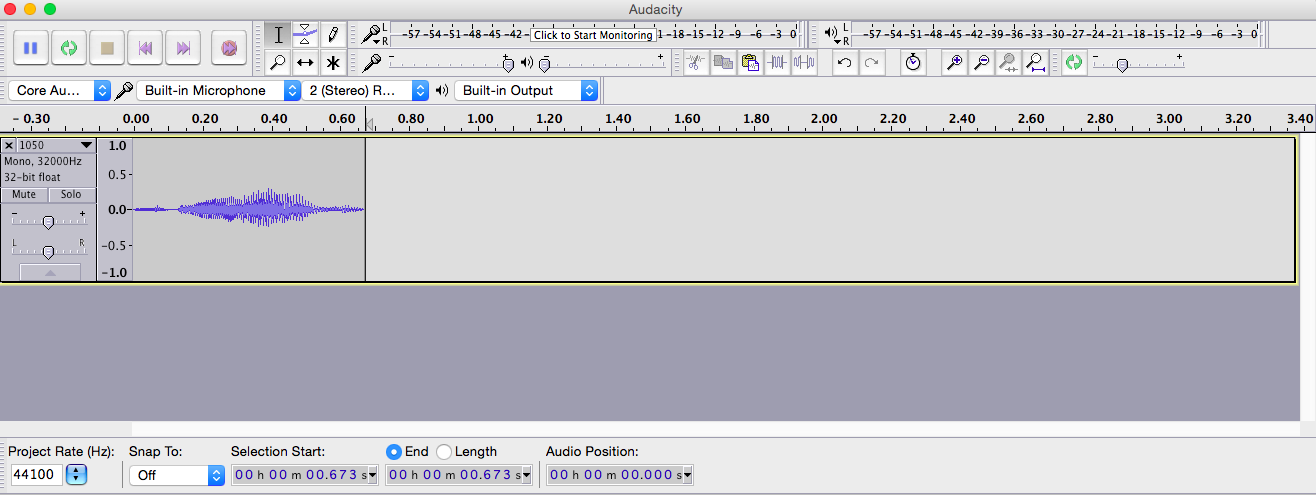 Audacity
L
R
-57 -54 -51 -48 -45 -42 - Click to Start Monitoring 1 -18 -15 -12 -9 -6 -3 0
L
R
-57 -54 -51 -48 -45 -42 -39 -36 -33 -30 -27 -24 -21 -18 -15 -12 -9 -6 -3 0
- + - +
- +
Core Au... Built-in Microphone 2 (Stereo) R... Built-in Output
- 0.30 0.00 0.20 0.40 0.60 0.80 1.00 1.20 1.40 1.60 1.80 2.00 2.20 2.40 2.60 2.80 3.00 3.20 3.40
1050
Mono, 32000Hz
32-bit float
Mute Solo
- +
L R
1.0
0.5-
0.0-
-0.5-
-1.0
Project Rate (Hz): Snap To: Selection Start: End Length Audio Position:
44100 Off 00 h 00 m 00.673 s 00 h 00 m 00.673 s 00 h 00 m 00.000 s